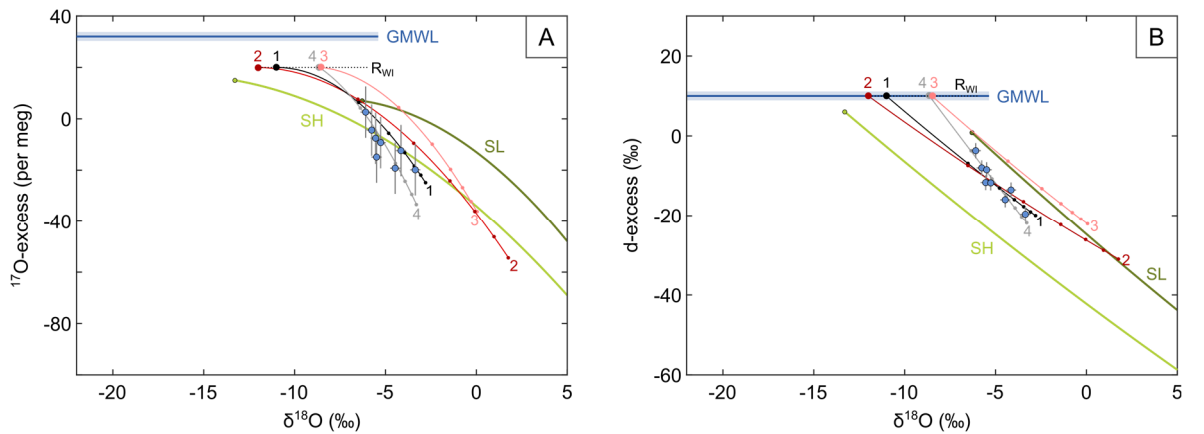 A
40
0
-40
-80
-20
-15
-10
-5
0
5
¹⁷O-excess (per meg)
δ¹⁸O (‰)
GMWL
2
1
4
3
R_WI
SH
SL
1
4
3
2
B
20
0
-20
-40
-60
-20
-15
-10
-5
0
5
d-excess (‰)
δ¹⁸O (‰)
2
1
4
3
R_WI
GMWL
1
4
3
2
SH
SL